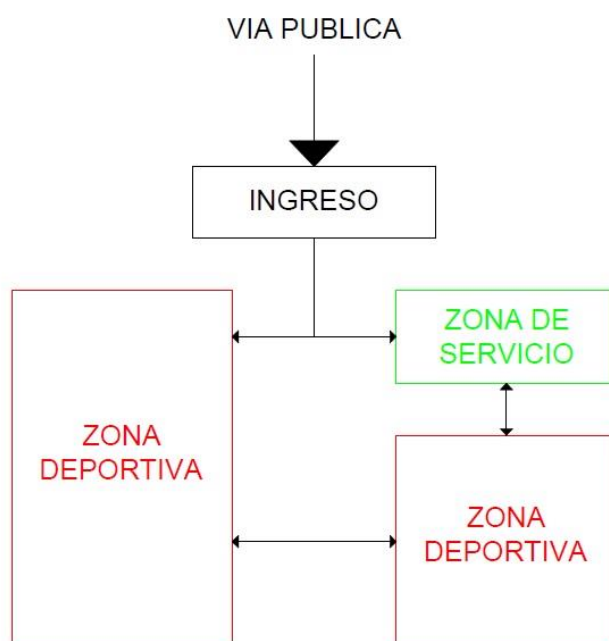 VIA PUBLICA
INGRESO
ZONA DE
SERVICIO
ZONA
DEPORTIVA
ZONA
DEPORTIVA